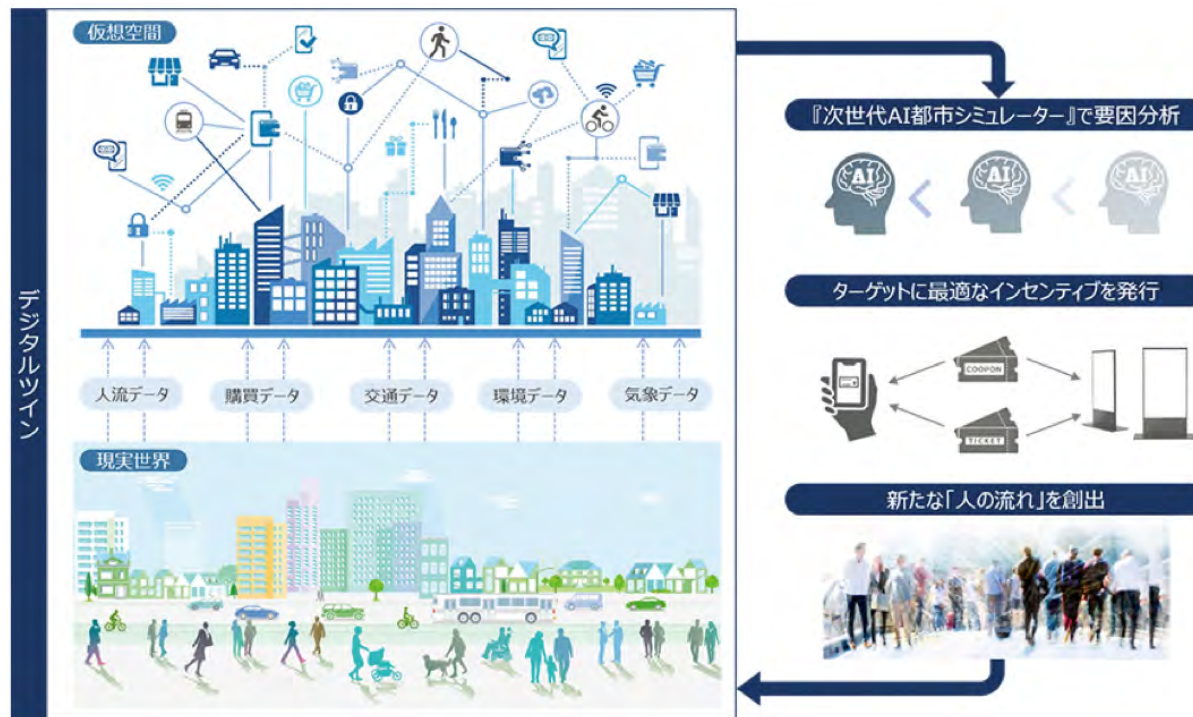 デジタルツイン
仮想空間
人流データ
購買データ
交通データ
環境データ
気象データ
現実世界
『次世代AI都市シミュレーター』で要因分析
AI
AI
AI
ターゲットに最適なインセンティブを発行
COOPON
TICKET
新たな「人の流れ」を創出